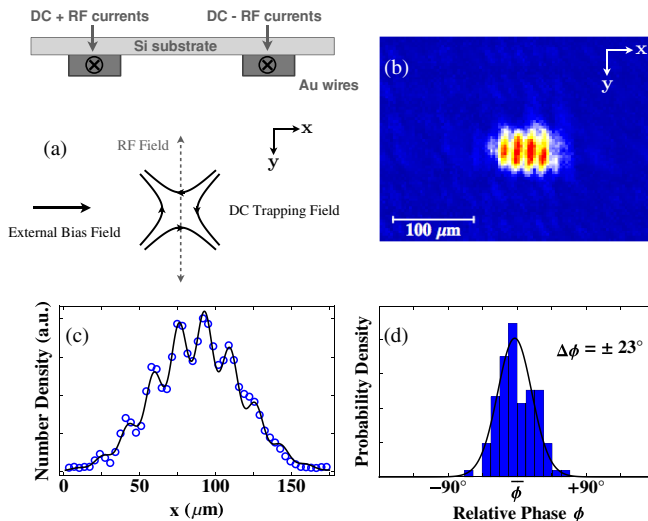 DC + RF currents
DC - RF currents
Si substrate
Au wires
(a)
RF Field
x
y
DC Trapping Field
External Bias Field
(b)
x
y
100 μm
(c)
Number Density (a.u.)
0
50
100
150
x (μm)
(d)
Δϕ = ± 23°
Probability Density
−90°
ϕ̅
+90°
Relative Phase ϕ